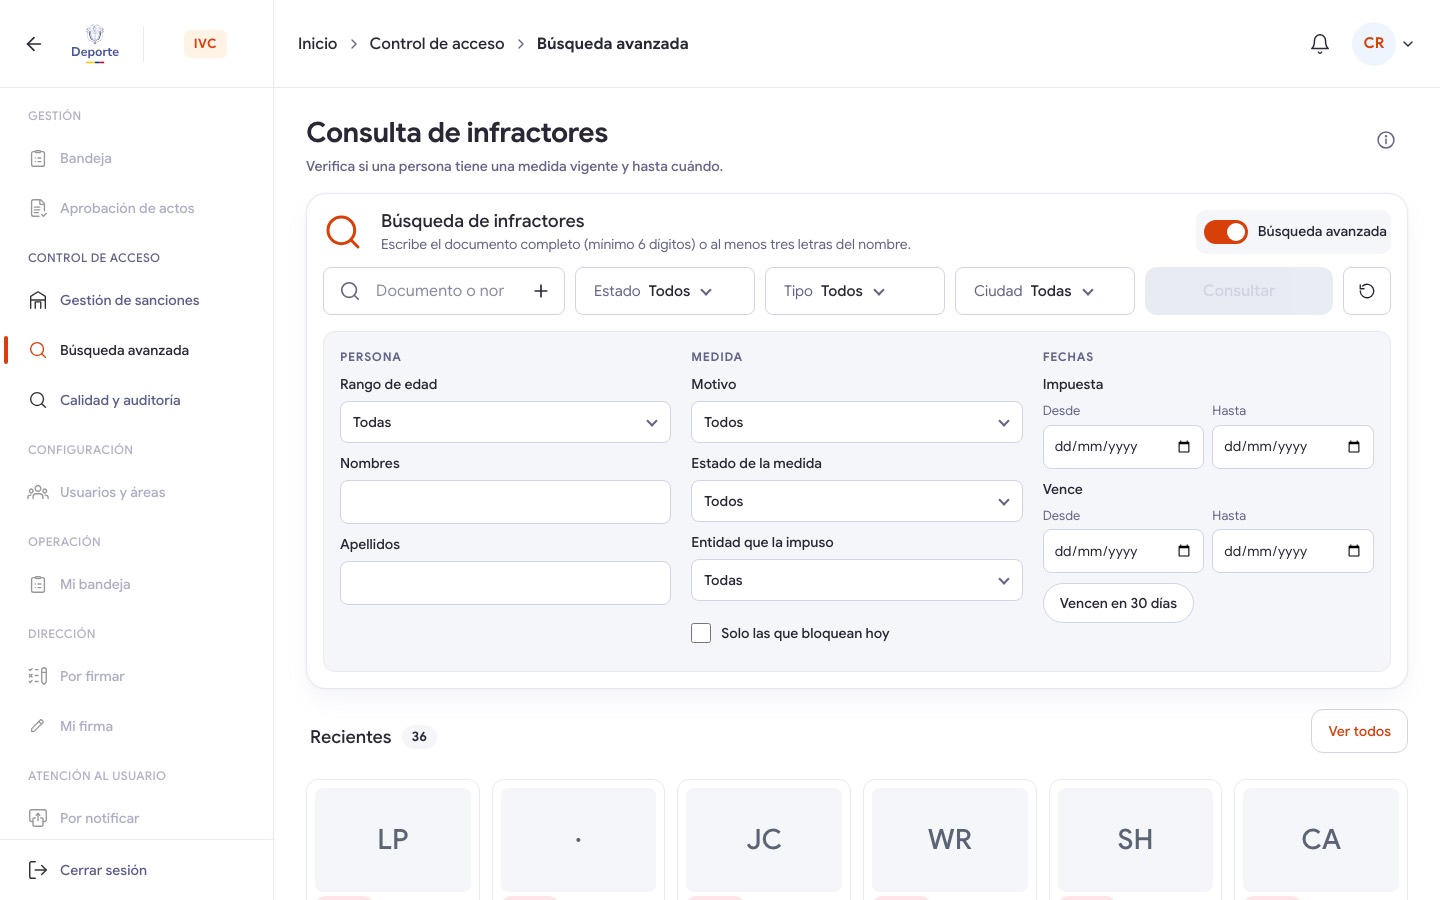 Deporte
IVC
Inicio > Control de acceso > Búsqueda avanzada
CR
GESTIÓN
Bandeja
Aprobación de actos
CONTROL DE ACCESO
Gestión de sanciones
Búsqueda avanzada
Calidad y auditoría
CONFIGURACIÓN
Usuarios y áreas
OPERACIÓN
Mi bandeja
DIRECCIÓN
Por firmar
Mi firma
ATENCIÓN AL USUARIO
Por notificar
Cerrar sesión
Consulta de infractores
Verifica si una persona tiene una medida vigente y hasta cuándo.
Búsqueda de infractores
Escribe el documento completo (mínimo 6 dígitos) o al menos tres letras del nombre.
Búsqueda avanzada
Documento o nor
Estado Todos
Tipo Todos
Ciudad Todas
Consultar
PERSONA
Rango de edad
Todas
Nombres
Apellidos
MEDIDA
Motivo
Todos
Estado de la medida
Todos
Entidad que la impuso
Todas
Solo las que bloquean hoy
FECHAS
Impuesta
Desde Hasta
dd/mm/yyyy dd/mm/yyyy
Vence
Desde Hasta
dd/mm/yyyy dd/mm/yyyy
Vencen en 30 días
Recientes 36
Ver todos
LP
·
JC
WR
SH
CA